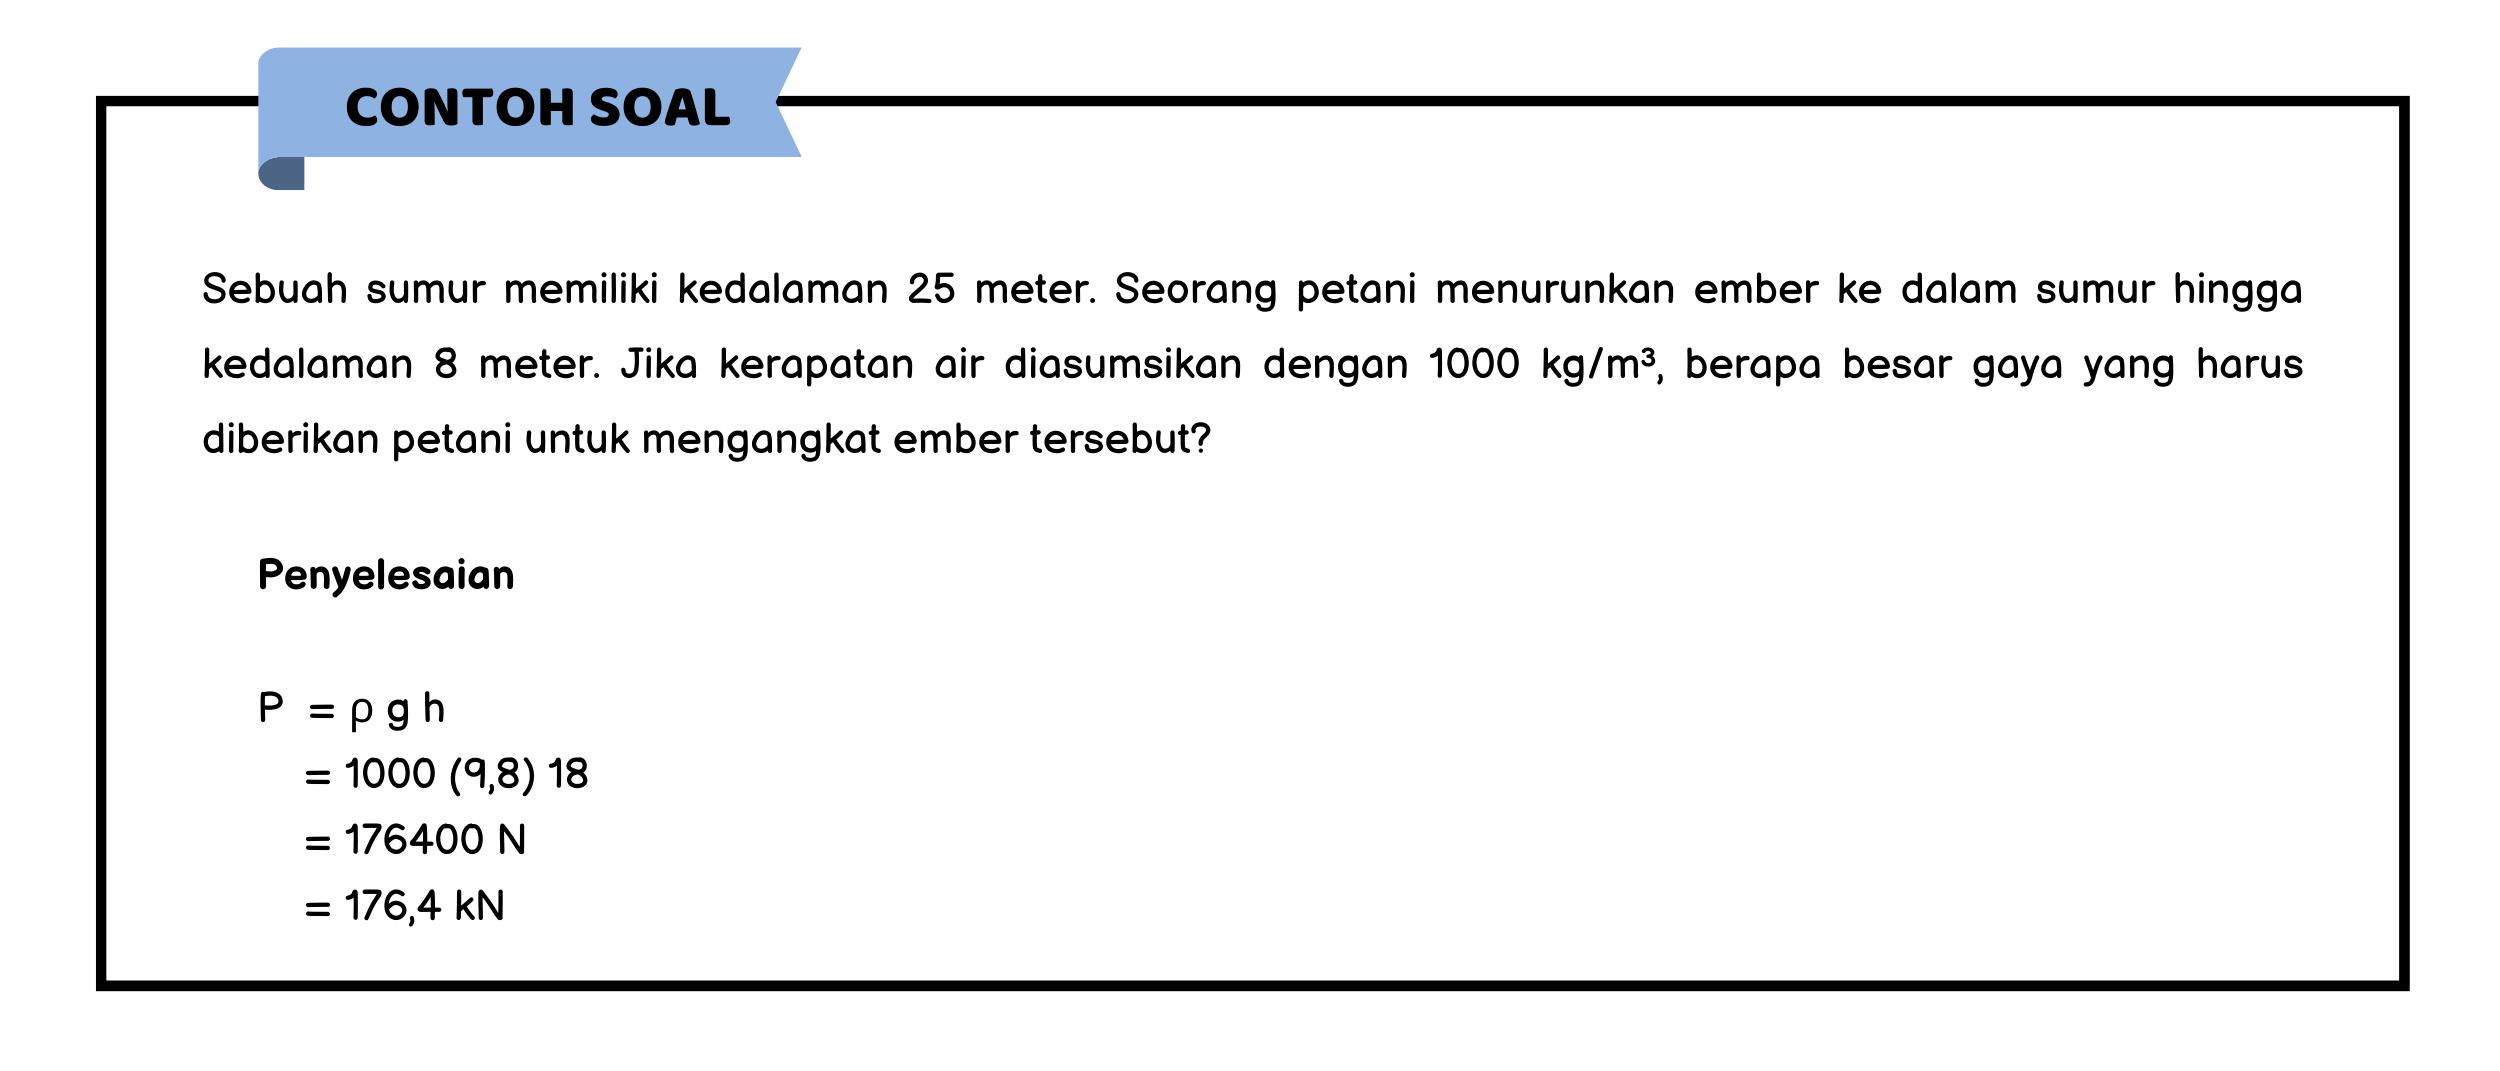 CONTOH SOAL
Sebuah sumur memiliki kedalaman 25 meter. Seorang petani menurunkan ember ke dalam sumur hingga
kedalaman 8 meter. Jika kerapatan air diasumsikan dengan 1000 kg/m³, berapa besar gaya yang harus
diberikan petani untuk mengangkat ember tersebut?
Penyelesaian
P = ρ g h
= 1000 (9,8) 18
= 176400 N
= 176,4 kN